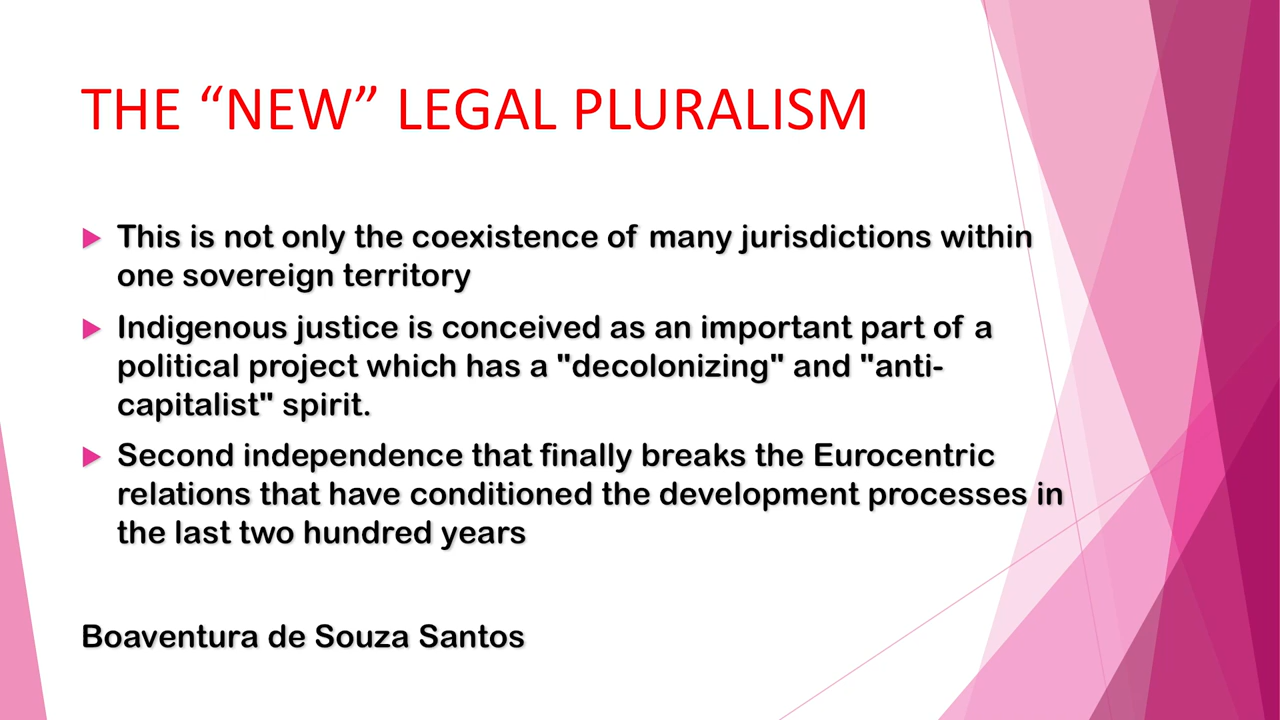 THE “NEW” LEGAL PLURALISM
This is not only the coexistence of many jurisdictions within
one sovereign territory
Indigenous justice is conceived as an important part of a
political project which has a "decolonizing" and "anti-
capitalist" spirit.
Second independence that finally breaks the Eurocentric
relations that have conditioned the development processes in
the last two hundred years
Boaventura de Souza Santos